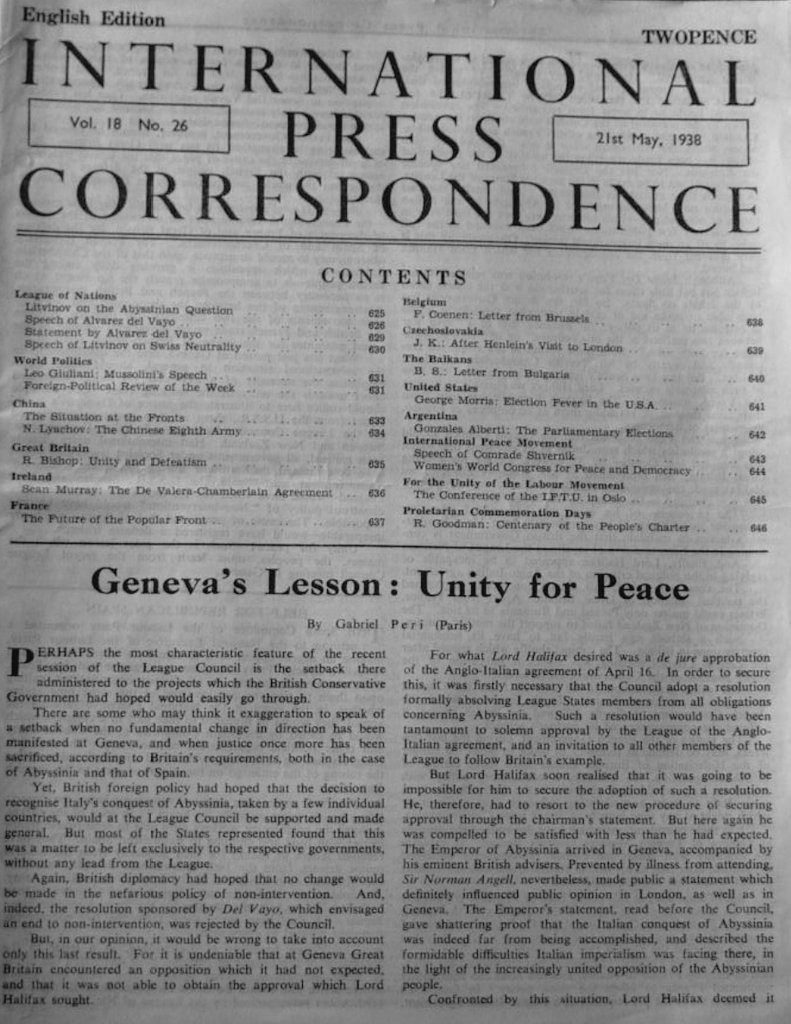 English Edition
TWOPENCE
INTERNATIONAL
Vol. 18 No. 26
PRESS
21st May, 1938
CORRESPONDENCE
CONTENTS
League of Nations
Litvinov on the Abyssinian Question .. .. .. 625
Speech of Alvarez del Vayo .. .. .. .. 626
Statement by Alvarez del Vayo .. .. .. .. 629
Speech of Litvinov on Swiss Neutrality .. .. .. 630
World Politics
Leo Giuliani: Mussolini's Speech .. .. .. .. 631
Foreign-Political Review of the Week .. .. .. 631
China
The Situation at the Fronts .. .. .. .. 633
N. Lyachov: The Chinese Eighth Army .. .. .. 634
Great Britain
R. Bishop: Unity and Defeatism .. .. .. .. 635
Ireland
Sean Murray: The De Valera-Chamberlain Agreement .. 636
France
The Future of the Popular Front .. .. .. .. 637
Belgium
F. Coenen: Letter from Brussels .. .. .. .. 638
Czechoslovakia
J. K.: After Henlein's Visit to London .. .. .. 639
The Balkans
B. S.: Letter from Bulgaria .. .. .. .. 640
United States
George Morris: Election Fever in the U.S.A. .. .. 641
Argentina
Gonzales Alberti: The Parliamentary Elections .. .. 642
International Peace Movement
Speech of Comrade Shvernik .. .. .. .. 643
Women's World Congress for Peace and Democracy .. .. 644
For the Unity of the Labour Movement
The Conference of the I.F.T.U. in Oslo .. .. .. 645
Proletarian Commemoration Days
R. Goodman: Centenary of the People's Charter .. .. 646
Geneva's Lesson: Unity for Peace
By Gabriel Peri (Paris)
PERHAPS the most characteristic feature of the recent
session of the League Council is the setback there
administered to the projects which the British Conservative
Government had hoped would easily go through.
There are some who may think it exaggeration to speak of
a setback when no fundamental change in direction has been
manifested at Geneva, and when justice once more has been
sacrificed, according to Britain's requirements, both in the case
of Abyssinia and that of Spain.
Yet, British foreign policy had hoped that the decision to
recognise Italy's conquest of Abyssinia, taken by a few individual
countries, would at the League Council be supported and made
general. But most of the States represented found that this
was a matter to be left exclusively to the respective governments,
without any lead from the League.
Again, British diplomacy had hoped that no change would
be made in the nefarious policy of non-intervention. And,
indeed, the resolution sponsored by Del Vayo, which envisaged
an end to non-intervention, was rejected by the Council.
But, in our opinion, it would be wrong to take into account
only this last result. For it is undeniable that at Geneva Great
Britain encountered an opposition which it had not expected,
and that it was not able to obtain the approval which Lord
Halifax sought.
For what Lord Halifax desired was a de jure approbation
of the Anglo-Italian agreement of April 16. In order to secure
this, it was firstly necessary that the Council adopt a resolution
formally absolving League States members from all obligations
concerning Abyssinia. Such a resolution would have been
tantamount to solemn approval by the League of the Anglo-
Italian agreement, and an invitation to all other members of the
League to follow Britain's example.
But Lord Halifax soon realised that it was going to be
impossible for him to secure the adoption of such a resolution.
He, therefore, had to resort to the new procedure of securing
approval through the chairman's statement. But here again he
was compelled to be satisfied with less than he had expected.
The Emperor of Abyssinia arrived in Geneva, accompanied by
his eminent British advisers. Prevented by illness from attending,
Sir Norman Angell, nevertheless, made public a statement which
definitely influenced public opinion in London, as well as in
Geneva. The Emperor's statement, read before the Council,
gave shattering proof that the Italian conquest of Abyssinia
was indeed far from being accomplished, and described the
formidable difficulties Italian imperialism was facing there, in
the light of the increasingly united opposition of the Abyssinian
people.
Confronted by this situation, Lord Halifax deemed it